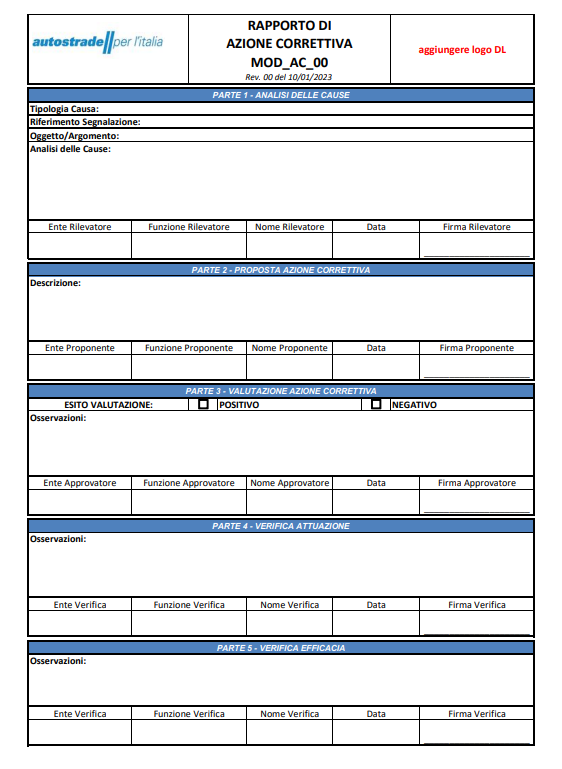 autostrade//per l'italia
RAPPORTO DI
AZIONE CORRETTIVA
MOD_AC_00
Rev. 00 del 10/01/2023
aggiungere logo DL
PARTE 1 - ANALISI DELLE CAUSE
Tipologia Causa:
Riferimento Segnalazione:
Oggetto/Argomento:
Analisi delle Cause:
Ente Rilevatore Funzione Rilevatore Nome Rilevatore Data Firma Rilevatore
PARTE 2 - PROPOSTA AZIONE CORRETTIVA
Descrizione:
Ente Proponente Funzione Proponente Nome Proponente Data Firma Proponente
PARTE 3 - VALUTAZIONE AZIONE CORRETTIVA
ESITO VALUTAZIONE: ☐ POSITIVO ☐ NEGATIVO
Osservazioni:
Ente Approvatore Funzione Approvatore Nome Approvatore Data Firma Approvatore
PARTE 4 - VERIFICA ATTUAZIONE
Osservazioni:
Ente Verifica Funzione Verifica Nome Verifica Data Firma Verifica
PARTE 5 - VERIFICA EFFICACIA
Osservazioni:
Ente Verifica Funzione Verifica Nome Verifica Data Firma Verifica